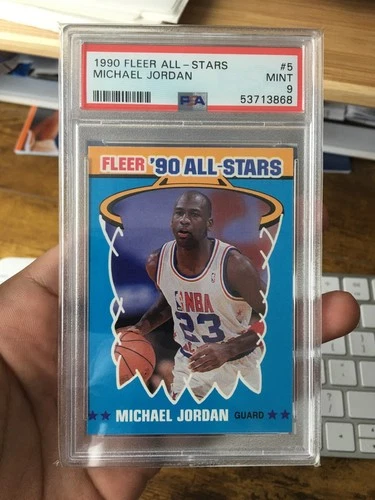 1990 FLEER ALL-STARS #5
MICHAEL JORDAN MINT
9
PSA 53713868
FLEER '90 ALL-STARS
NBA
23
MICHAEL JORDAN GUARD